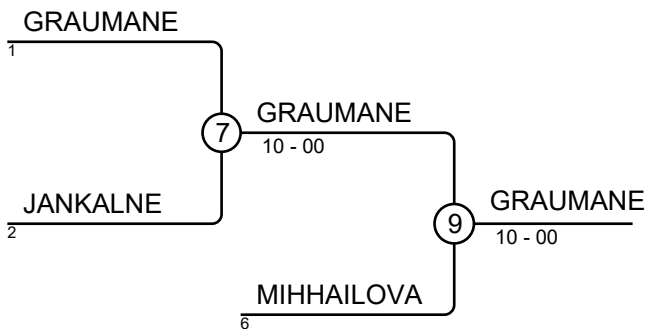 GRAUMANE
1
7
GRAUMANE
10 - 00
JANKALNE
2
9
GRAUMANE
10 - 00
MIHHAILOVA
6